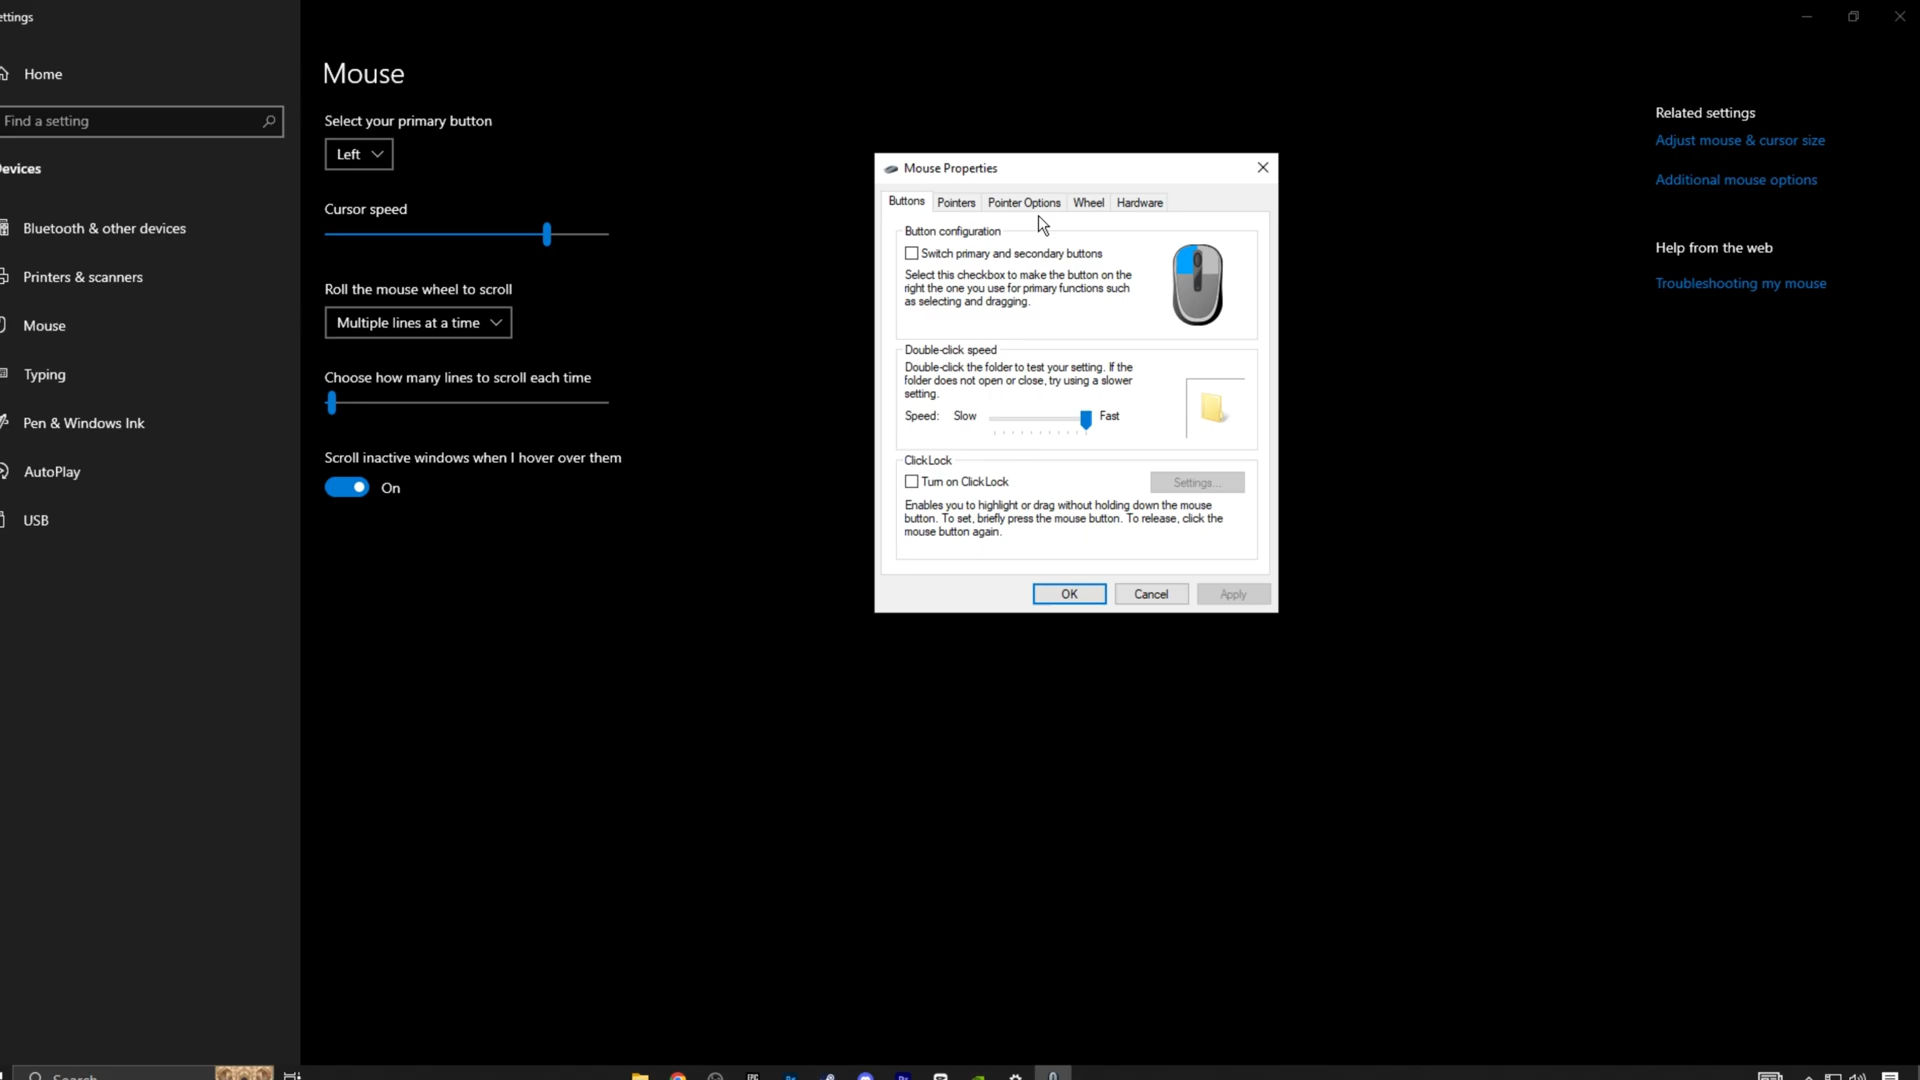 ettings
Home
Find a setting
evices
Bluetooth & other devices
Printers & scanners
Mouse
Typing
Pen & Windows Ink
AutoPlay
USB
Mouse
Select your primary button
Left
Cursor speed
Roll the mouse wheel to scroll
Multiple lines at a time
Choose how many lines to scroll each time
Scroll inactive windows when I hover over them
On
Mouse Properties
Buttons
Pointers
Pointer Options
Wheel
Hardware
Button configuration
Switch primary and secondary buttons
Select this checkbox to make the button on the
right the one you use for primary functions such
as selecting and dragging.
Double-click speed
Double-click the folder to test your setting. If the
folder does not open or close, try using a slower
setting.
Speed: Slow Fast
ClickLock
Turn on ClickLock
Settings...
Enables you to highlight or drag without holding down the mouse
button. To set, briefly press the mouse button. To release, click the
mouse button again.
OK
Cancel
Apply
Related settings
Adjust mouse & cursor size
Additional mouse options
Help from the web
Troubleshooting my mouse
Search